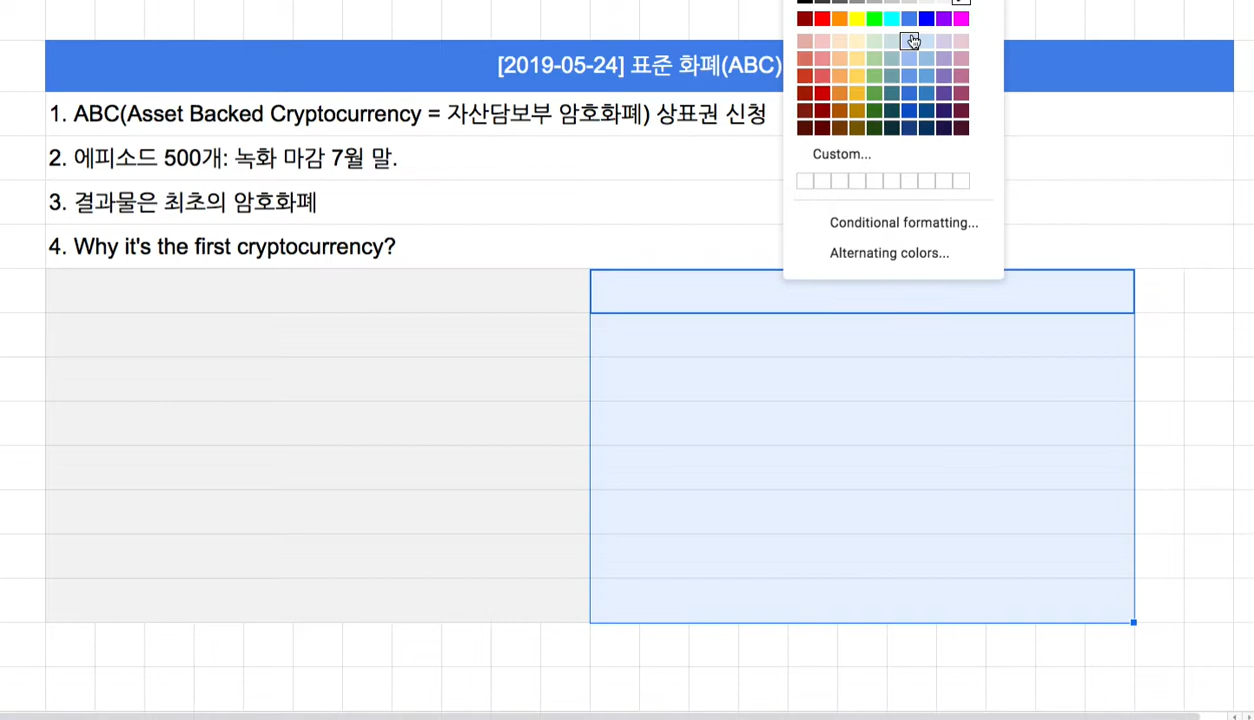 [2019-05-24] 표준 화폐(ABC)
1. ABC(Asset Backed Cryptocurrency = 자산담보부 암호화폐) 상표권 신청
2. 에피소드 500개: 녹화 마감 7월 말.
3. 결과물은 최초의 암호화폐
4. Why it's the first cryptocurrency?
Custom...
Conditional formatting...
Alternating colors...